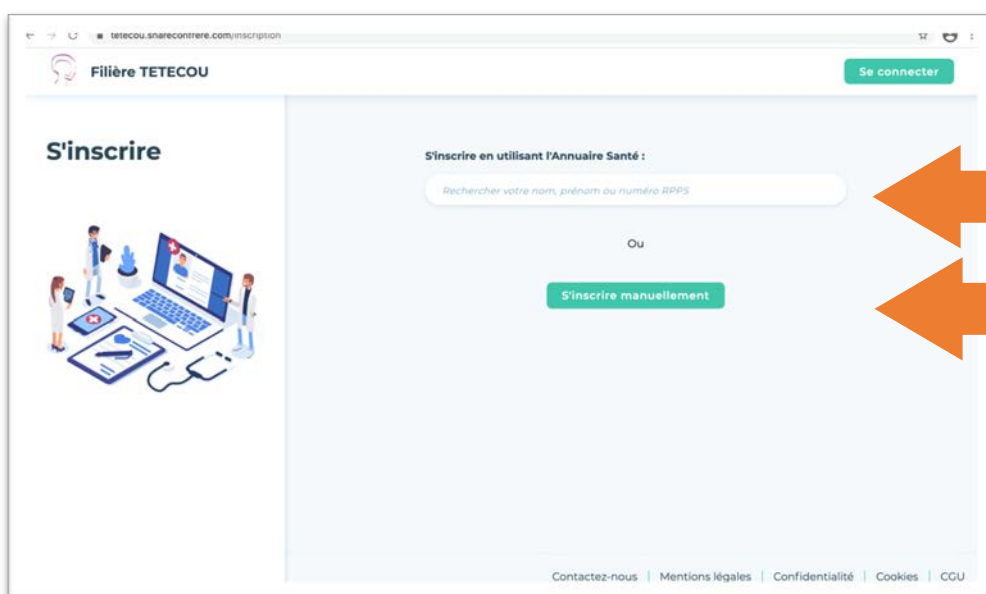 tetecou.snarecontrere.com/inscription
Filière TETECOU
Se connecter
S'inscrire
S'inscrire en utilisant l'Annuaire Santé :
Rechercher votre nom, prénom ou numéro RPPS
Ou
S'inscrire manuellement
Contactez-nous | Mentions légales | Confidentialité | Cookies | CGU